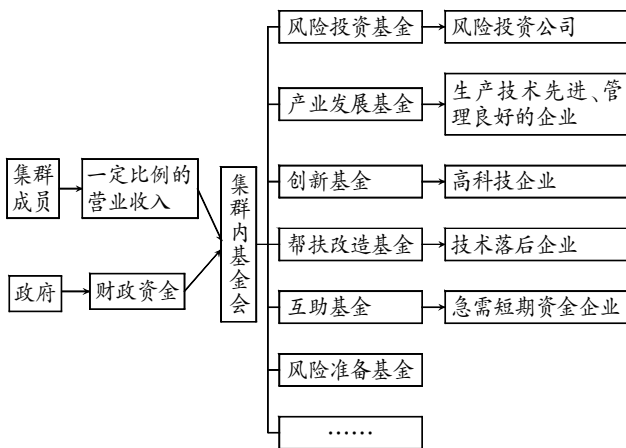 集群
成员
一定比例的
营业收入
政府
财政资金
集群内基金会
风险投资基金
风险投资公司
产业发展基金
生产技术先进、管
理良好的企业
创新基金
高科技企业
帮扶改造基金
技术落后企业
互助基金
急需短期资金企业
风险准备基金
……